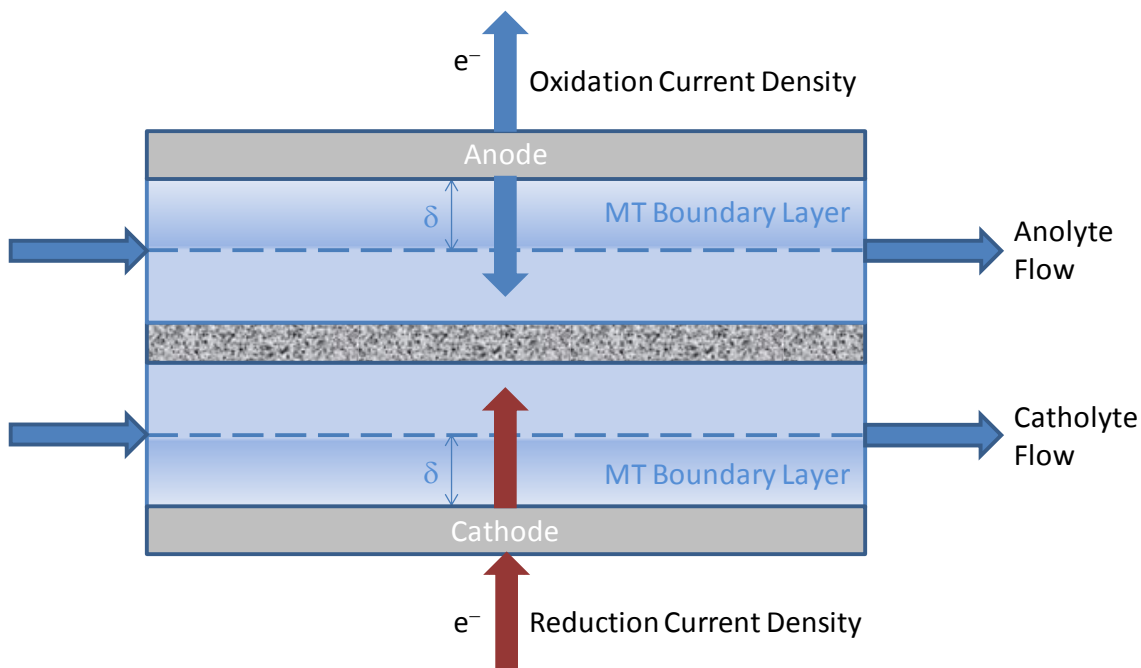 e⁻
Oxidation Current Density
Anode
δ
MT Boundary Layer
Anolyte
Flow
Catholyte
Flow
δ
MT Boundary Layer
Cathode
e⁻
Reduction Current Density